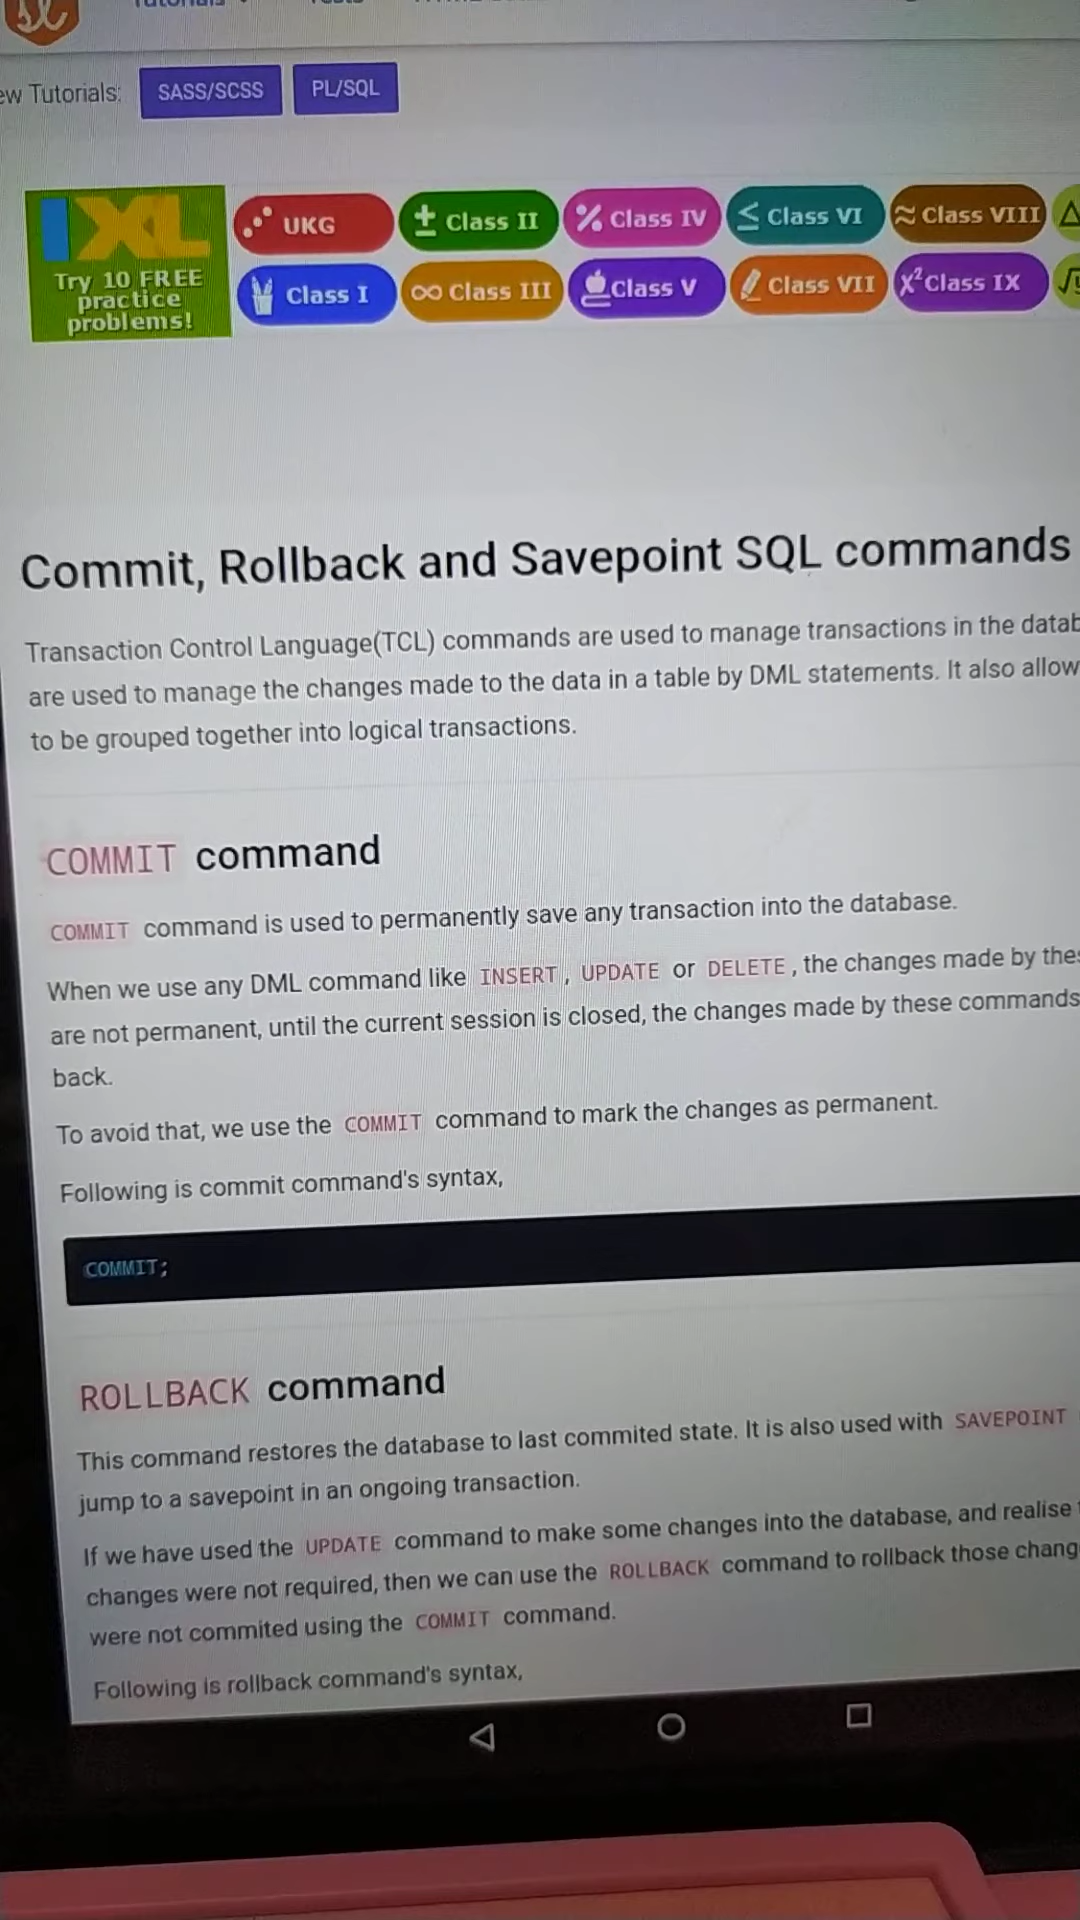 ew Tutorials:
SASS/SCSS
PL/SQL
IXL
Try 10 FREE
practice
problems!
UKG
Class II
Class IV
Class VI
Class VIII
Class I
Class III
Class V
Class VII
X² Class IX
Commit, Rollback and Savepoint SQL commands
Transaction Control Language(TCL) commands are used to manage transactions in the datab
are used to manage the changes made to the data in a table by DML statements. It also allow
to be grouped together into logical transactions.
COMMIT command
COMMIT command is used to permanently save any transaction into the database.
When we use any DML command like INSERT, UPDATE or DELETE, the changes made by thes
are not permanent, until the current session is closed, the changes made by these commands
back.
To avoid that, we use the COMMIT command to mark the changes as permanent.
Following is commit command's syntax,
COMMIT;
ROLLBACK command
This command restores the database to last commited state. It is also used with SAVEPOINT
jump to a savepoint in an ongoing transaction.
If we have used the UPDATE command to make some changes into the database, and realise t
changes were not required, then we can use the ROLLBACK command to rollback those chang
were not commited using the COMMIT command.
Following is rollback command's syntax,